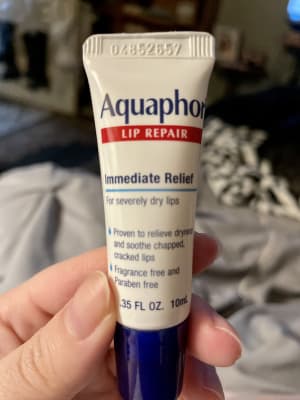 04852657
Aquaphor
LIP REPAIR
Immediate Relief
For severely dry lips
Proven to relieve dryness
and soothe chapped,
cracked lips
Fragrance free and
Paraben free
.35 FL OZ. 10mL